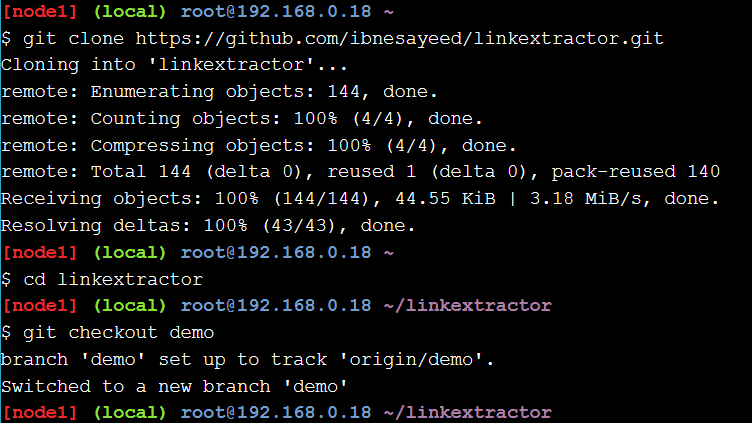 [node1] (local) root@192.168.0.18 ~
$ git clone https://github.com/ibnesayeed/linkextractor.git
Cloning into 'linkextractor'...
remote: Enumerating objects: 144, done.
remote: Counting objects: 100% (4/4), done.
remote: Compressing objects: 100% (4/4), done.
remote: Total 144 (delta 0), reused 1 (delta 0), pack-reused 140
Receiving objects: 100% (144/144), 44.55 KiB | 3.18 MiB/s, done.
Resolving deltas: 100% (43/43), done.
[node1] (local) root@192.168.0.18 ~
$ cd linkextractor
[node1] (local) root@192.168.0.18 ~/linkextractor
$ git checkout demo
branch 'demo' set up to track 'origin/demo'.
Switched to a new branch 'demo'
[node1] (local) root@192.168.0.18 ~/linkextractor